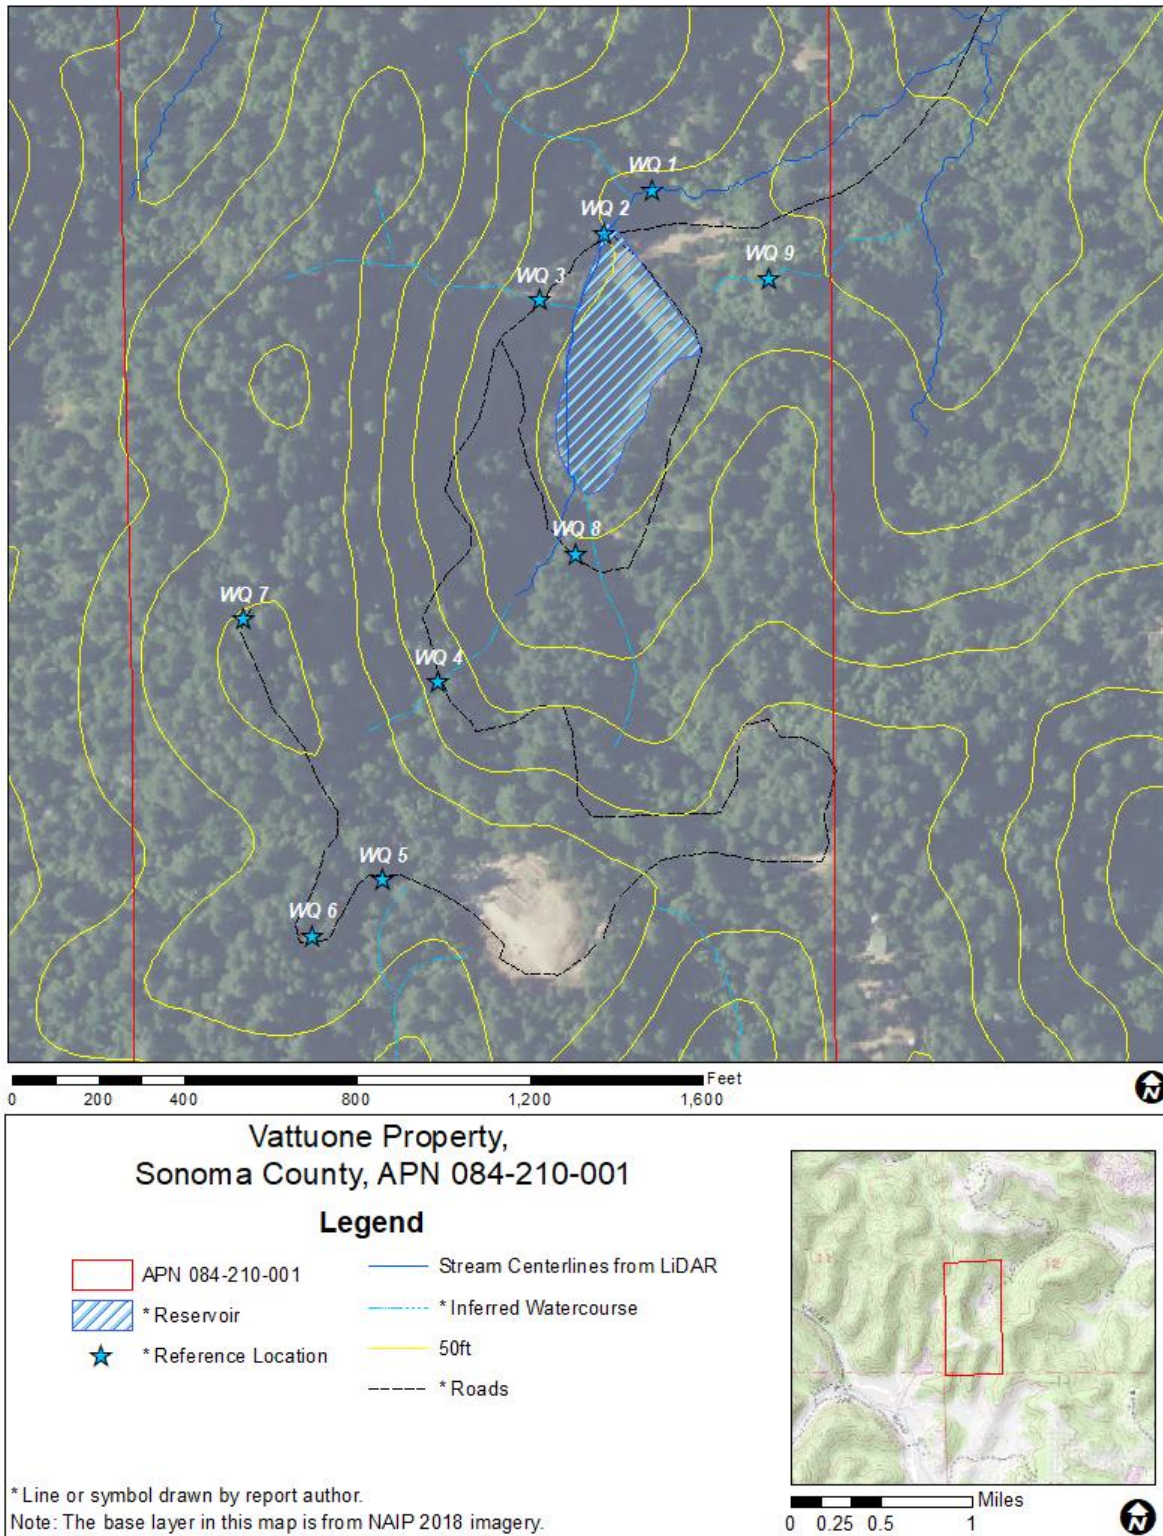 WQ 1
WQ 2
WQ 9
WQ 3
WQ 8
WQ 7
WQ 4
WQ 5
WQ 6
Feet
0 200 400 800 1,200 1,600
N
Vattuone Property,
Sonoma County, APN 084-210-001
Legend
APN 084-210-001
Stream Centerlines from LiDAR
* Reservoir
* Inferred Watercourse
* Reference Location
50ft
* Roads
* Line or symbol drawn by report author.
Note: The base layer in this map is from NAIP 2018 imagery.
11 12
Miles
0 0.25 0.5 1
N